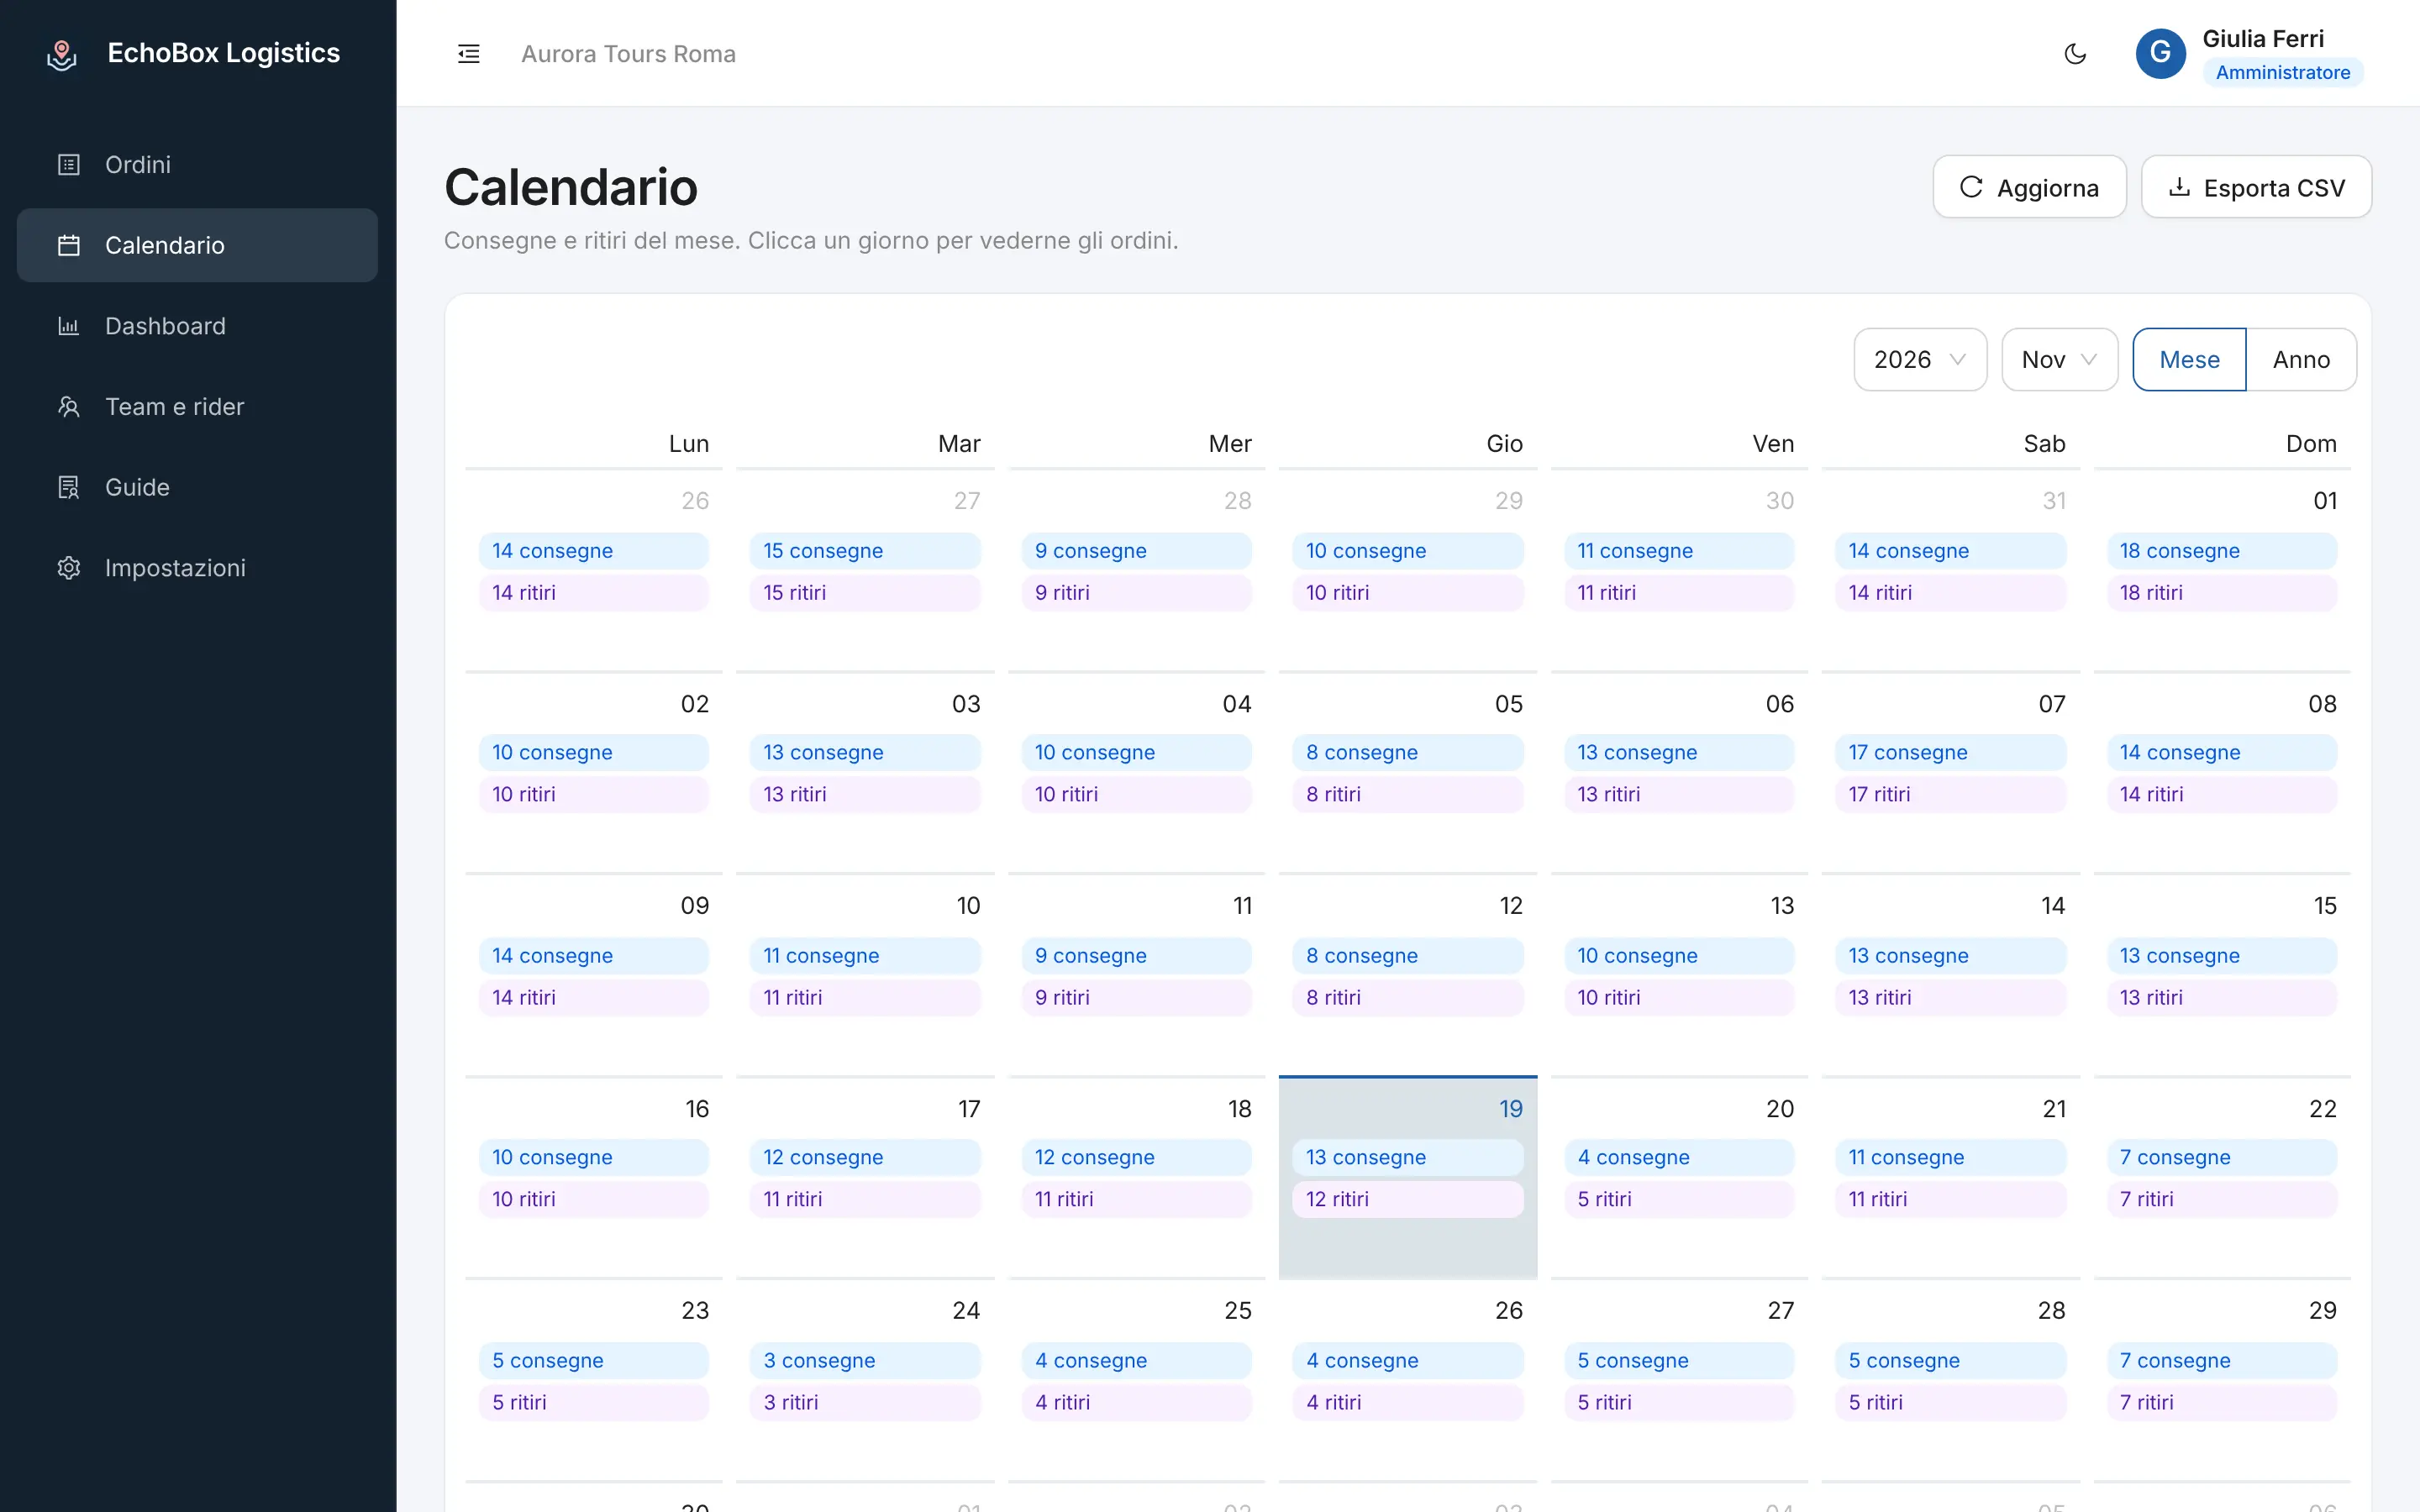 EchoBox Logistics
Aurora Tours Roma
G
Giulia Ferri
Amministratore
Ordini
Calendario
Dashboard
Team e rider
Guide
Impostazioni
Calendario
Consegne e ritiri del mese. Clicca un giorno per vederne gli ordini.
Aggiorna
Esporta CSV
2026
Nov
Mese
Anno
Lun Mar Mer Gio Ven Sab Dom
26 27 28 29 30 31 01
14 consegne 15 consegne 9 consegne 10 consegne 11 consegne 14 consegne 18 consegne
14 ritiri 15 ritiri 9 ritiri 10 ritiri 11 ritiri 14 ritiri 18 ritiri
02 03 04 05 06 07 08
10 consegne 13 consegne 10 consegne 8 consegne 13 consegne 17 consegne 14 consegne
10 ritiri 13 ritiri 10 ritiri 8 ritiri 13 ritiri 17 ritiri 14 ritiri
09 10 11 12 13 14 15
14 consegne 11 consegne 9 consegne 8 consegne 10 consegne 13 consegne 13 consegne
14 ritiri 11 ritiri 9 ritiri 8 ritiri 10 ritiri 13 ritiri 13 ritiri
16 17 18 19 20 21 22
10 consegne 12 consegne 12 consegne 13 consegne 4 consegne 11 consegne 7 consegne
10 ritiri 11 ritiri 11 ritiri 12 ritiri 5 ritiri 11 ritiri 7 ritiri
23 24 25 26 27 28 29
5 consegne 3 consegne 4 consegne 4 consegne 5 consegne 5 consegne 7 consegne
5 ritiri 3 ritiri 4 ritiri 4 ritiri 5 ritiri 5 ritiri 7 ritiri